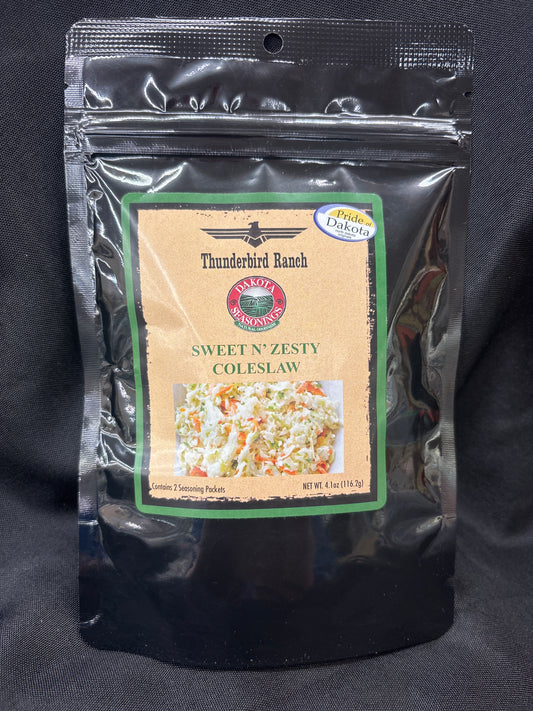 Pride of
Dakota
Thunderbird Ranch
DAKOTA
SEASONINGS
SWEET N' ZESTY
COLESLAW
Contains 2 Seasoning Packets
NET WT. 4.1oz (116.2g)